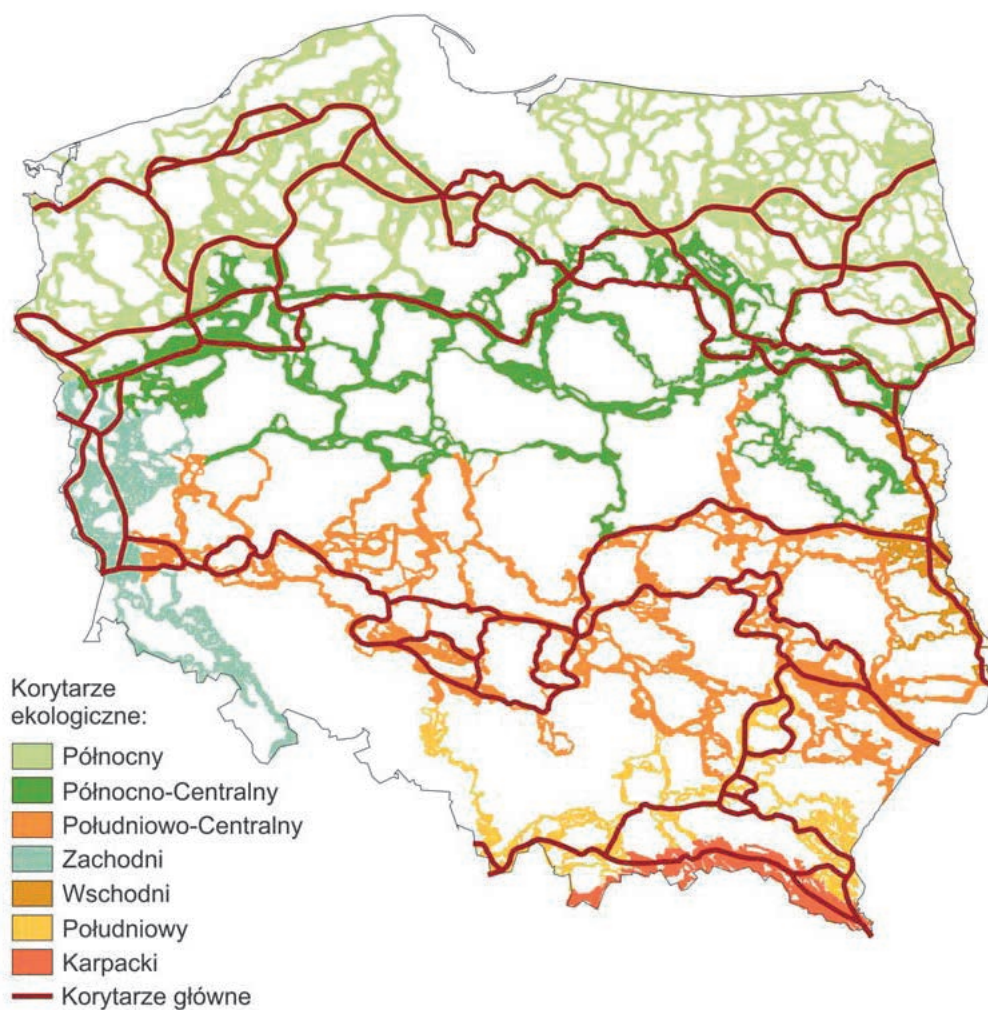 Korytarze
ekologiczne:
Północny
Północno-Centralny
Południowo-Centralny
Zachodni
Wschodni
Południowy
Karpacki
Korytarze główne